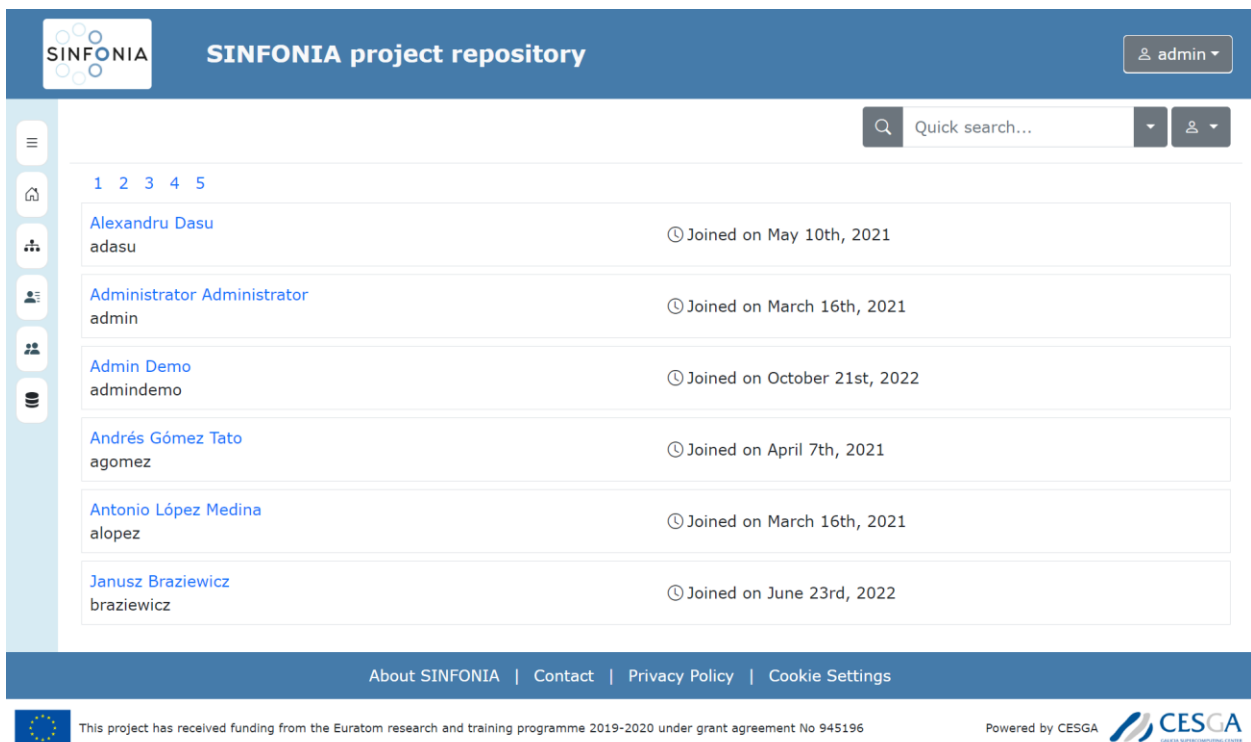 SINFONIA
SINFONIA project repository
admin
Quick search...
1 2 3 4 5
Alexandru Dasu
adasu
Joined on May 10th, 2021
Administrator Administrator
admin
Joined on March 16th, 2021
Admin Demo
admindemo
Joined on October 21st, 2022
Andrés Gómez Tato
agomez
Joined on April 7th, 2021
Antonio López Medina
alopez
Joined on March 16th, 2021
Janusz Braziewicz
braziewicz
Joined on June 23rd, 2022
About SINFONIA | Contact | Privacy Policy | Cookie Settings
This project has received funding from the Euratom research and training programme 2019-2020 under grant agreement No 945196
Powered by CESGA
CESGA